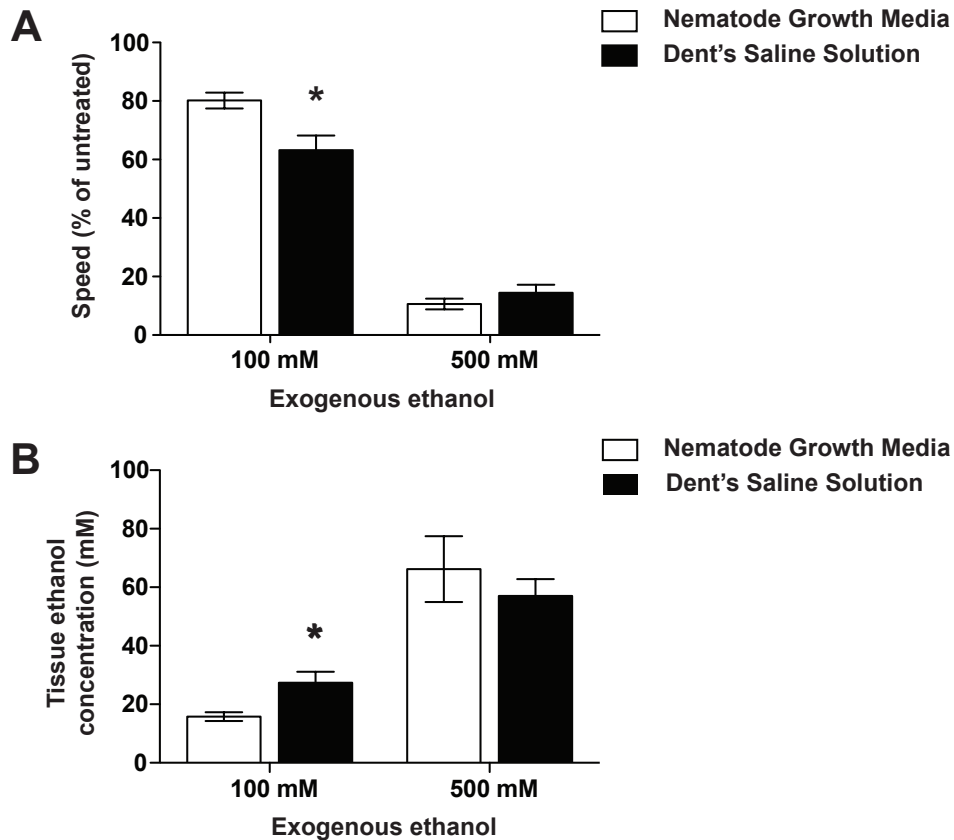 A
Nematode Growth Media
Dent's Saline Solution
*
Speed (% of untreated)
100
80
60
40
20
0
100 mM
500 mM
Exogenous ethanol
B
Nematode Growth Media
Dent's Saline Solution
*
Tissue ethanol
concentration (mM)
100
80
60
40
20
0
100 mM
500 mM
Exogenous ethanol